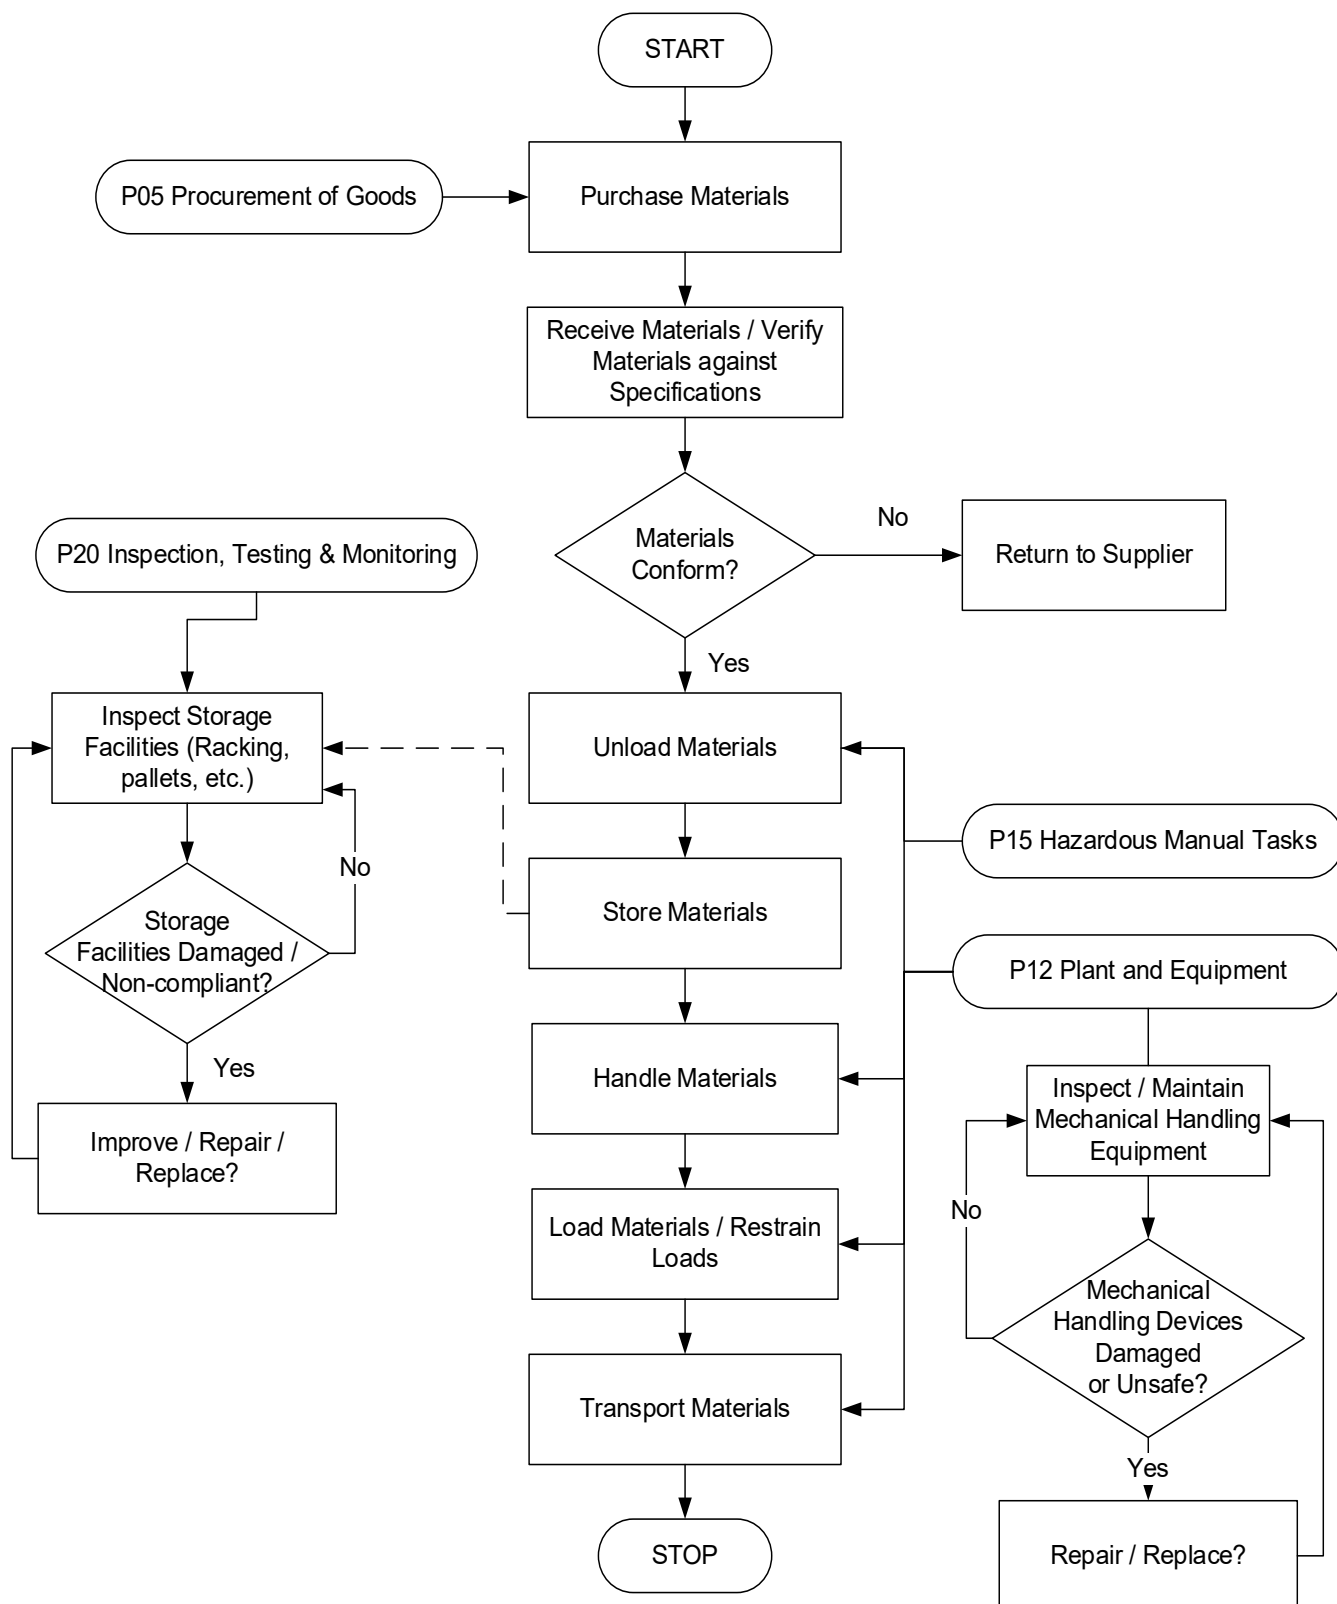 START
P05 Procurement of Goods
Purchase Materials
Receive Materials / Verify
Materials against
Specifications
Materials
Conform?
No
Return to Supplier
P20 Inspection, Testing & Monitoring
Yes
Inspect Storage
Facilities (Racking,
pallets, etc.)
Unload Materials
P15 Hazardous Manual Tasks
No
Storage
Facilities Damaged /
Non-compliant?
Store Materials
P12 Plant and Equipment
Yes
Handle Materials
Inspect / Maintain
Mechanical Handling
Equipment
Improve / Repair /
Replace?
No
Load Materials / Restrain
Loads
Mechanical
Handling Devices
Damaged
or Unsafe?
Transport Materials
Yes
STOP
Repair / Replace?